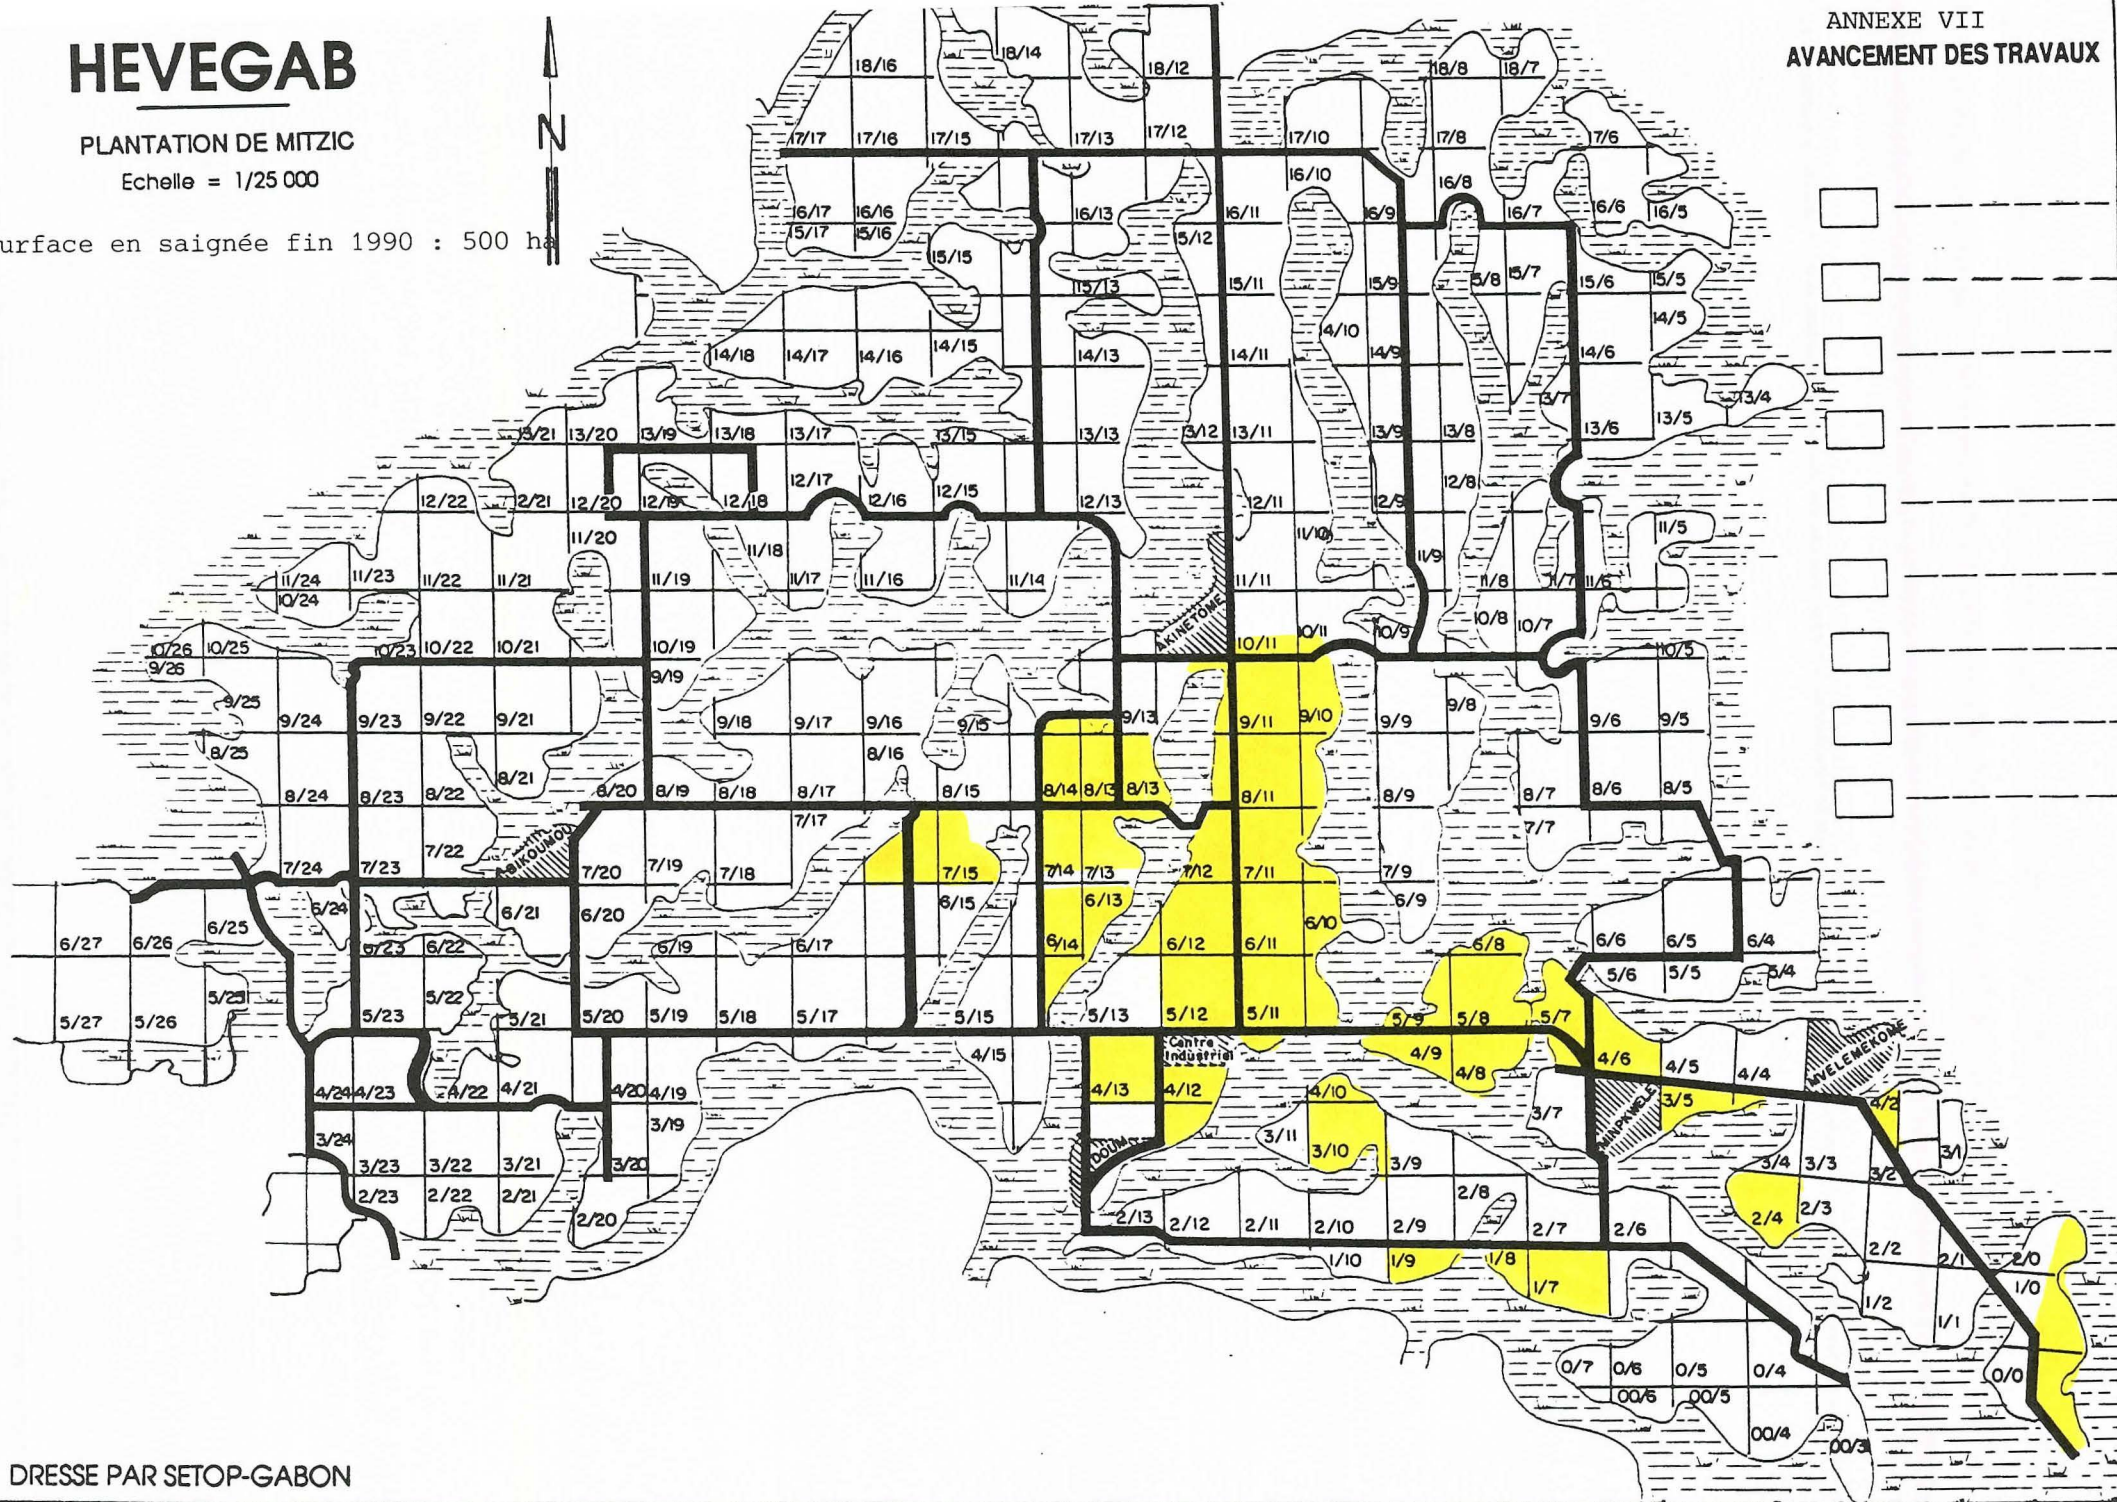 HEVEGAB
PLANTATION DE MITZIC
Echelle = 1/25 000
urface en saignée fin 1990 : 500 ha
N
ANNEXE VII
AVANCEMENT DES TRAVAUX
18/16 18/14 18/12 18/8 18/7
17/17 17/16 17/15 17/13 17/12 17/10 17/8 17/6
16/10 16/8
16/17 16/16 16/13 16/11 16/9 16/7 16/6 16/5
15/17 15/16 15/12
15/15 15/13 15/11 15/9 5/8 15/7 15/6 15/5
14/10 14/5
14/18 14/17 14/16 14/15 14/13 14/11 14/9 14/6
13/7 13/4
13/21 13/20 13/19 13/18 13/17 13/15 13/13 3/12 13/11 13/9 13/8 13/6 13/5
12/17 12/8
12/22 2/21 12/20 12/19 12/18 12/16 12/15 12/13 12/11 12/9
11/20 11/18 11/10 11/9 11/5
11/24 11/23 11/22 11/21 11/19 11/17 11/16 11/14 11/11 11/8 11/7 11/6
10/24 AKINETOME 10/8 10/7
10/26 10/25 10/23 10/22 10/21 10/19 10/11 10/11 10/9 10/5
9/26 9/19
9/25 9/24 9/23 9/22 9/21 9/18 9/17 9/16 9/15 9/13 9/11 9/10 9/9 9/8 9/6 9/5
8/25 8/21 8/16
8/24 8/23 8/22 8/20 8/19 8/18 8/17 8/15 8/14 8/13 8/13 8/11 8/9 8/7 8/6 8/5
7/17 7/7
7/24 7/23 7/22 ABIKOUMOU 7/20 7/19 7/18 7/15 7/14 7/13 7/12 7/11 7/9
6/24 6/21 6/20 6/15 6/13 6/9
6/27 6/26 6/25 6/23 6/22 6/19 6/17 6/14 6/12 6/11 6/10 6/8 6/6 6/5 6/4
5/25 5/22 5/6 5/5 5/4
5/27 5/26 5/23 5/21 5/20 5/19 5/18 5/17 5/15 5/13 5/12 5/11 5/9 5/8 5/7
4/15 Centre
Industriel 4/9 4/8 4/6 4/5 4/4 MVELEMEKOME
4/24 4/23 4/22 4/21 4/20 4/19 4/13 4/12 4/10 3/7 MINPKWELE 3/5 4/2
3/24 3/19 3/11
3/23 3/22 3/21 3/20 DOUM 3/10 3/9 3/4 3/3 3/2 3/1
2/23 2/22 2/21 2/8
2/20 2/13 2/12 2/11 2/10 2/9 2/7 2/6 2/4 2/3
1/10 1/9 1/8 2/2 2/1 2/0
1/7 1/2 1/1 1/0
0/7 0/6 0/5 0/4 0/0
00/6 00/5
00/4 00/3
DRESSE PAR SETOP-GABON